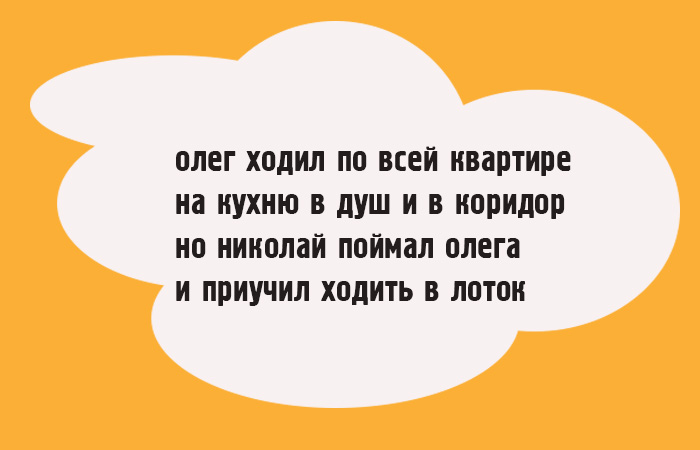 олег ходил по всей квартире
на кухню в душ и в коридор
но николай поймал олега
и приучил ходить в лоток